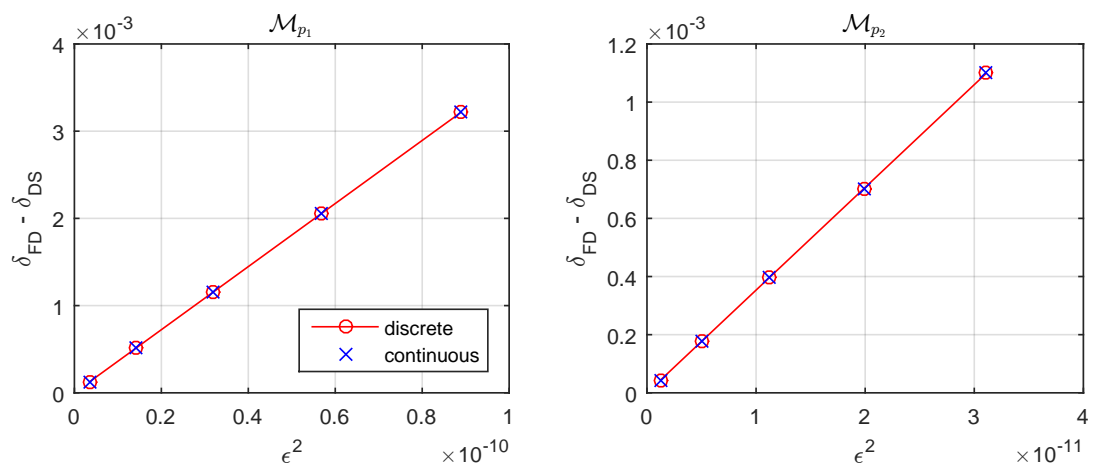 ×10-3
ℳp1
4
3
2
1
0
δFD - δDS
discrete
continuous
0 0.2 0.4 0.6 0.8 1
ϵ2
×10-10
×10-3
ℳp2
1.2
1
0.8
0.6
0.4
0.2
0
δFD - δDS
0 1 2 3 4
ϵ2
×10-11